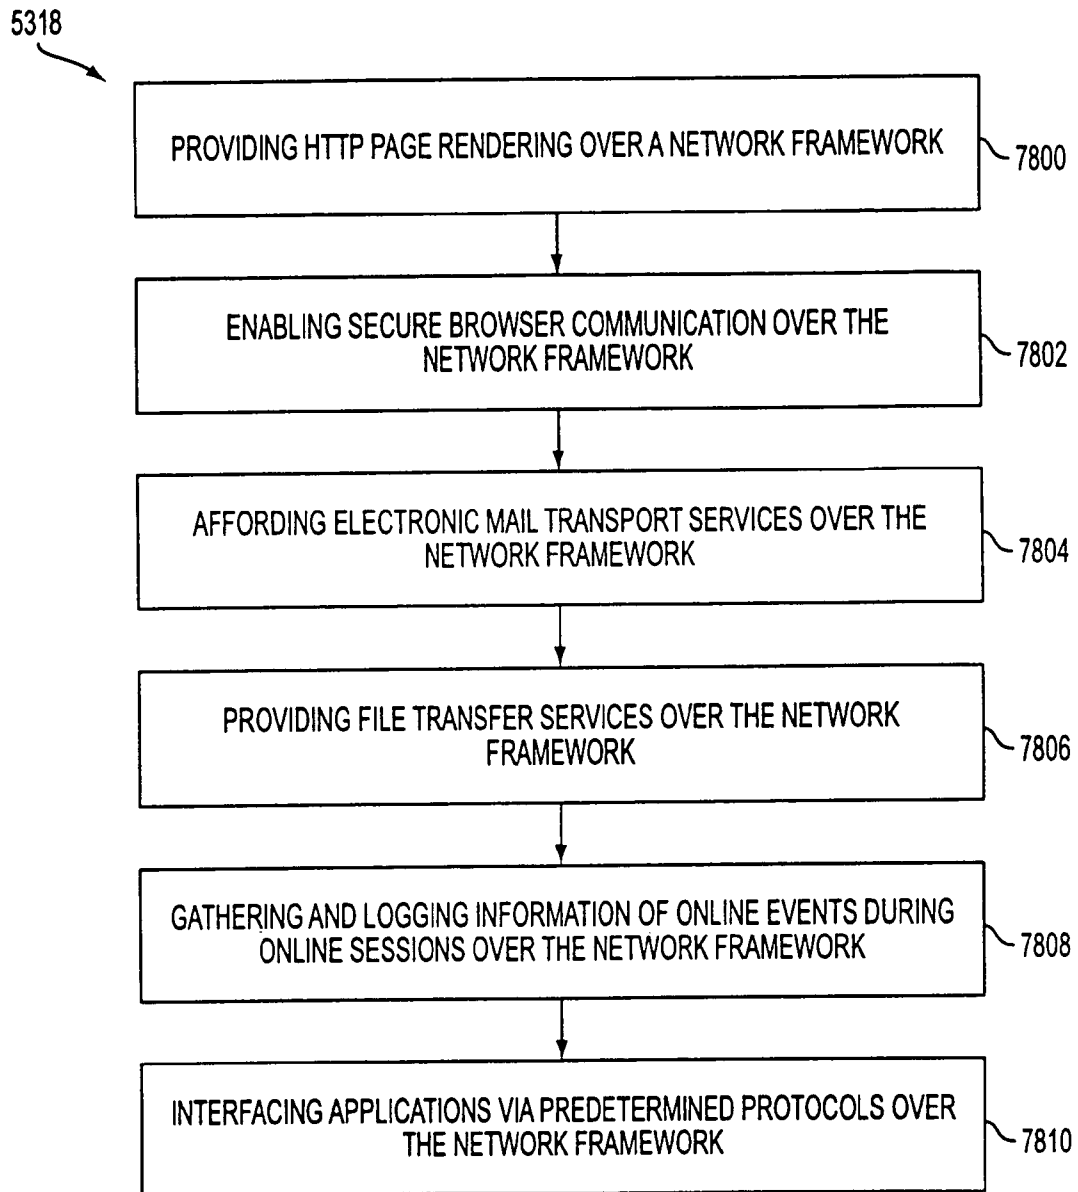 5318
PROVIDING HTTP PAGE RENDERING OVER A NETWORK FRAMEWORK
7800
ENABLING SECURE BROWSER COMMUNICATION OVER THE
NETWORK FRAMEWORK
7802
AFFORDING ELECTRONIC MAIL TRANSPORT SERVICES OVER THE
NETWORK FRAMEWORK
7804
PROVIDING FILE TRANSFER SERVICES OVER THE NETWORK
FRAMEWORK
7806
GATHERING AND LOGGING INFORMATION OF ONLINE EVENTS DURING
ONLINE SESSIONS OVER THE NETWORK FRAMEWORK
7808
INTERFACING APPLICATIONS VIA PREDETERMINED PROTOCOLS OVER
THE NETWORK FRAMEWORK
7810